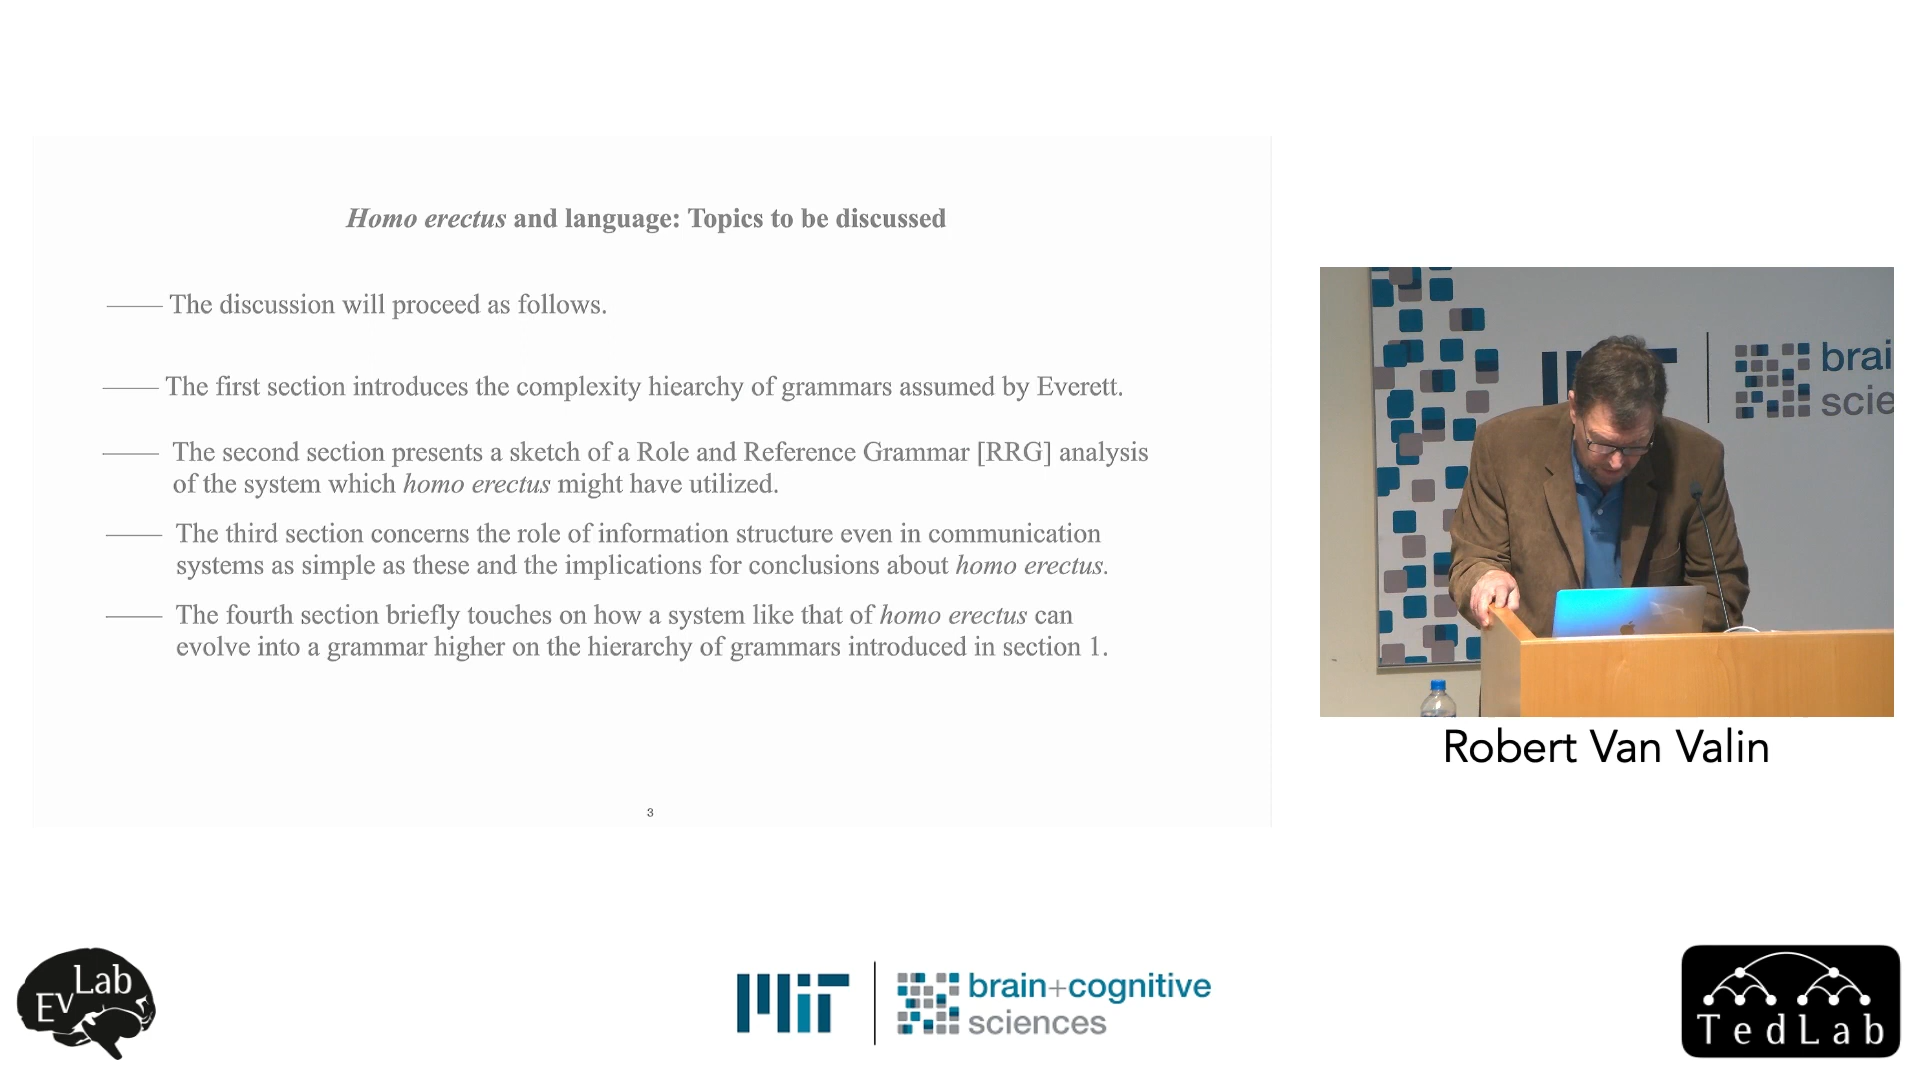 Homo erectus and language: Topics to be discussed
The discussion will proceed as follows.
The first section introduces the complexity hiearchy of grammars assumed by Everett.
The second section presents a sketch of a Role and Reference Grammar [RRG] analysis
of the system which homo erectus might have utilized.
The third section concerns the role of information structure even in communication
systems as simple as these and the implications for conclusions about homo erectus.
The fourth section briefly touches on how a system like that of homo erectus can
evolve into a grammar higher on the hierarchy of grammars introduced in section 1.
3
brai
scie
Robert Van Valin
EvLab
MIT
brain+cognitive
sciences
TedLab